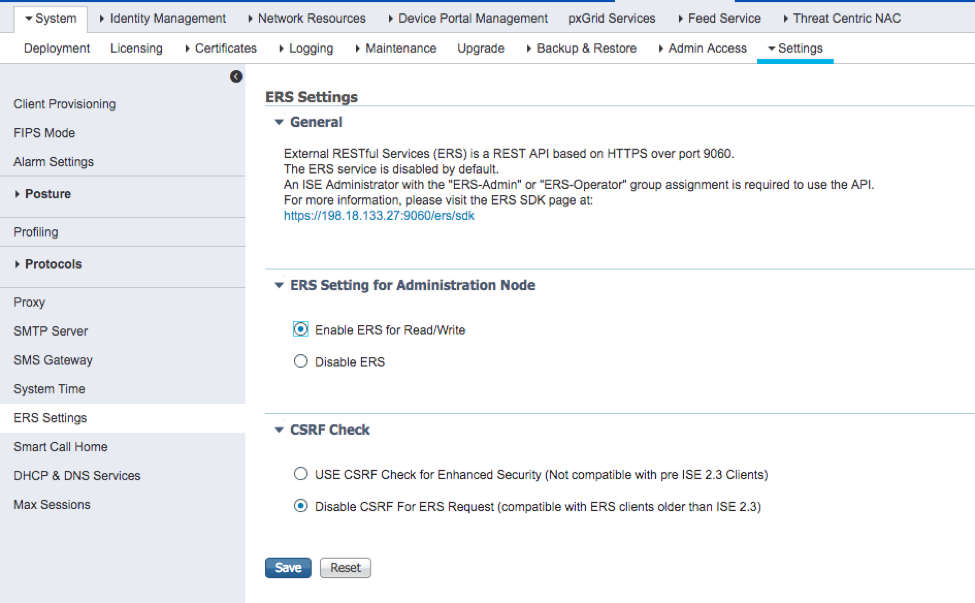 System Identity Management Network Resources Device Portal Management pxGrid Services Feed Service Threat Centric NAC
Deployment Licensing Certificates Logging Maintenance Upgrade Backup & Restore Admin Access Settings
Client Provisioning
FIPS Mode
Alarm Settings
Posture
Profiling
Protocols
Proxy
SMTP Server
SMS Gateway
System Time
ERS Settings
Smart Call Home
DHCP & DNS Services
Max Sessions
ERS Settings
General
External RESTful Services (ERS) is a REST API based on HTTPS over port 9060.
The ERS service is disabled by default.
An ISE Administrator with the "ERS-Admin" or "ERS-Operator" group assignment is required to use the API.
For more information, please visit the ERS SDK page at:
https://198.18.133.27:9060/ers/sdk
ERS Setting for Administration Node
Enable ERS for Read/Write
Disable ERS
CSRF Check
USE CSRF Check for Enhanced Security (Not compatible with pre ISE 2.3 Clients)
Disable CSRF For ERS Request (compatible with ERS clients older than ISE 2.3)
Save Reset